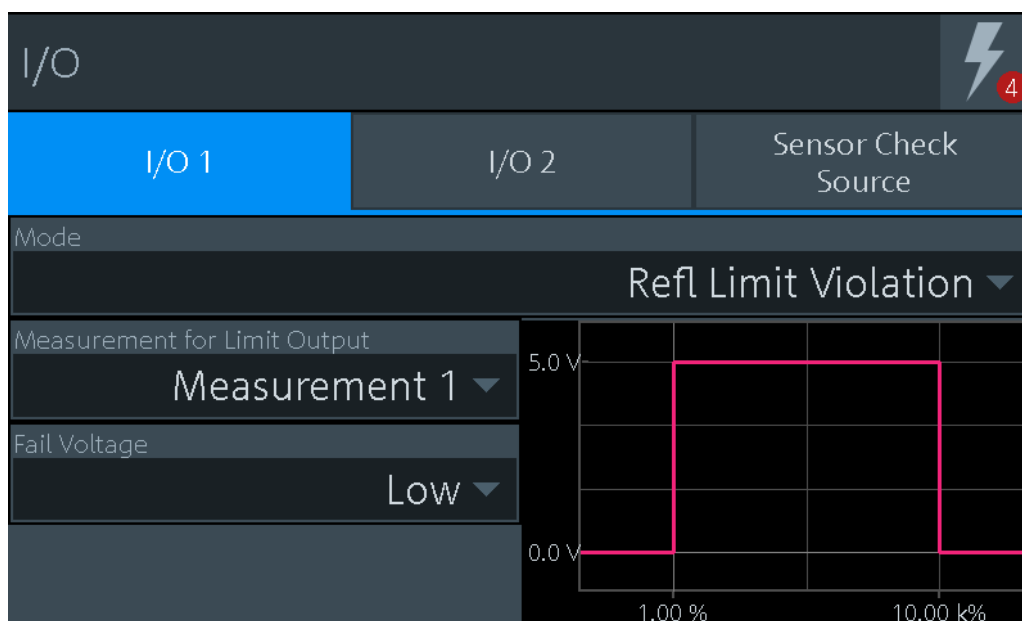 I/O
4
I/O 1
I/O 2
Sensor Check
Source
Mode
Refl Limit Violation
Measurement for Limit Output
Measurement 1
Fail Voltage
Low
5.0 V
0.0 V
1.00 %
10.00 k%